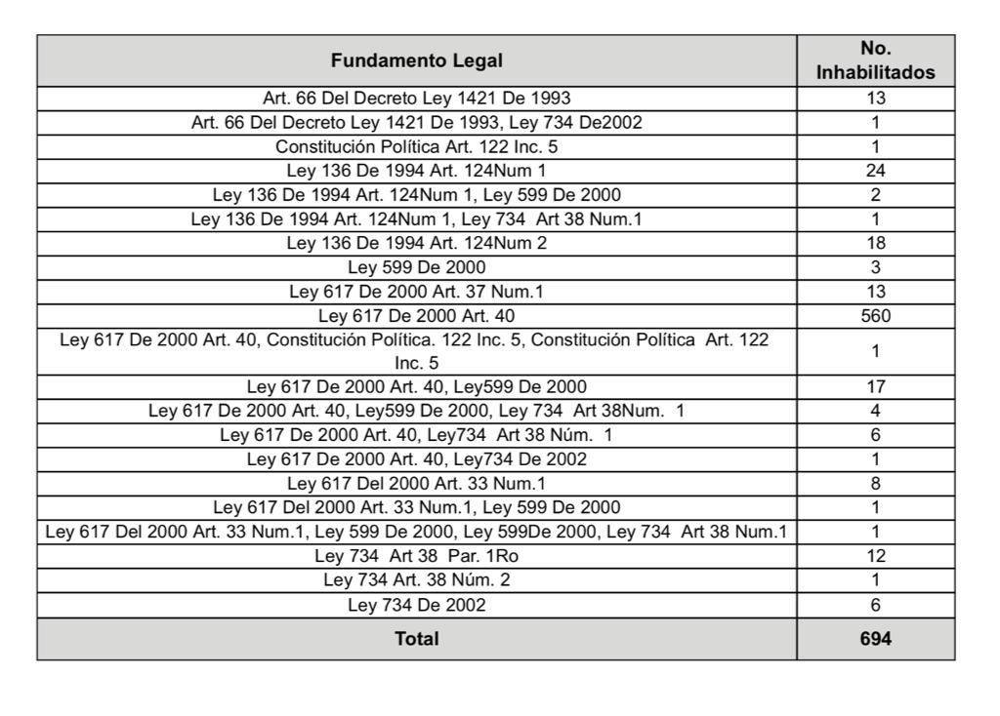 Fundamento Legal No.
Inhabilitados
Art. 66 Del Decreto Ley 1421 De 1993 13
Art. 66 Del Decreto Ley 1421 De 1993, Ley 734 De2002 1
Constitución Política Art. 122 Inc. 5 1
Ley 136 De 1994 Art. 124Num 1 24
Ley 136 De 1994 Art. 124Num 1, Ley 599 De 2000 2
Ley 136 De 1994 Art. 124Num 1, Ley 734  Art 38 Num.1 1
Ley 136 De 1994 Art. 124Num 2 18
Ley 599 De 2000 3
Ley 617 De 2000 Art. 37 Num.1 13
Ley 617 De 2000 Art. 40 560
Ley 617 De 2000 Art. 40, Constitución Política. 122 Inc. 5, Constitución Política  Art. 122
Inc. 5 1
Ley 617 De 2000 Art. 40, Ley599 De 2000 17
Ley 617 De 2000 Art. 40, Ley599 De 2000, Ley 734  Art 38Num.  1 4
Ley 617 De 2000 Art. 40, Ley734  Art 38 Núm.  1 6
Ley 617 De 2000 Art. 40, Ley734 De 2002 1
Ley 617 Del 2000 Art. 33 Num.1 8
Ley 617 Del 2000 Art. 33 Num.1, Ley 599 De 2000 1
Ley 617 Del 2000 Art. 33 Num.1, Ley 599 De 2000, Ley 599De 2000, Ley 734  Art 38 Num.1 1
Ley 734  Art 38  Par. 1Ro 12
Ley 734 Art. 38 Núm. 2 1
Ley 734 De 2002 6
Total 694